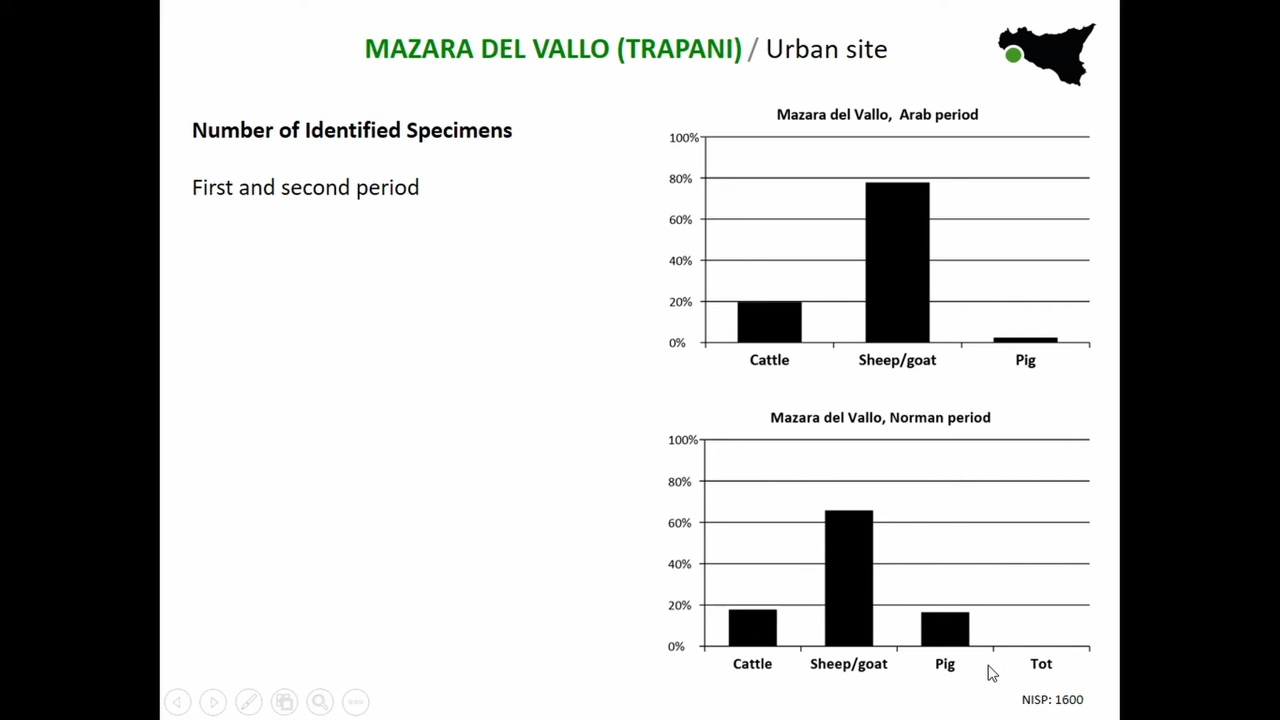 MAZARA DEL VALLO (TRAPANI) / Urban site
Number of Identified Specimens
First and second period
Mazara del Vallo, Arab period
100%
80%
60%
40%
20%
0%
Cattle Sheep/goat Pig
Mazara del Vallo, Norman period
100%
80%
60%
40%
20%
0%
Cattle Sheep/goat Pig Tot
NISP: 1600